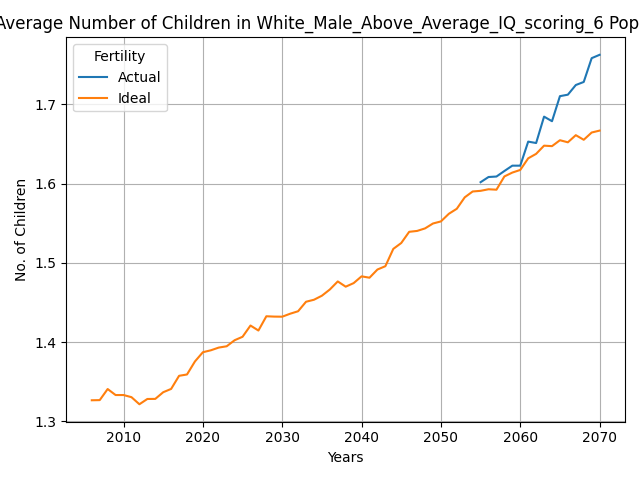 Average Number of Children in White_Male_Above_Average_IQ_scoring_6 Pop
Fertility
Actual
Ideal
No. of Children
1.7
1.6
1.5
1.4
1.3
2010 2020 2030 2040 2050 2060 2070
Years